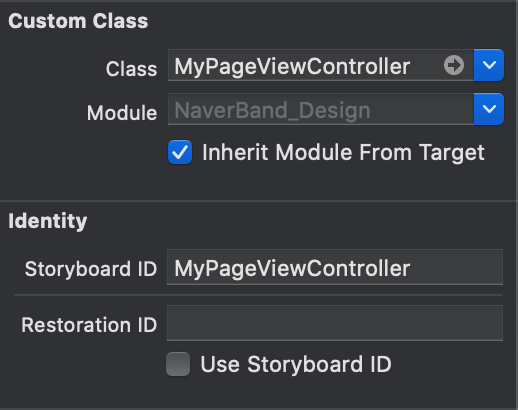 Custom Class
Class MyPageViewController
Module NaverBand_Design
Inherit Module From Target
Identity
Storyboard ID MyPageViewController
Restoration ID
Use Storyboard ID